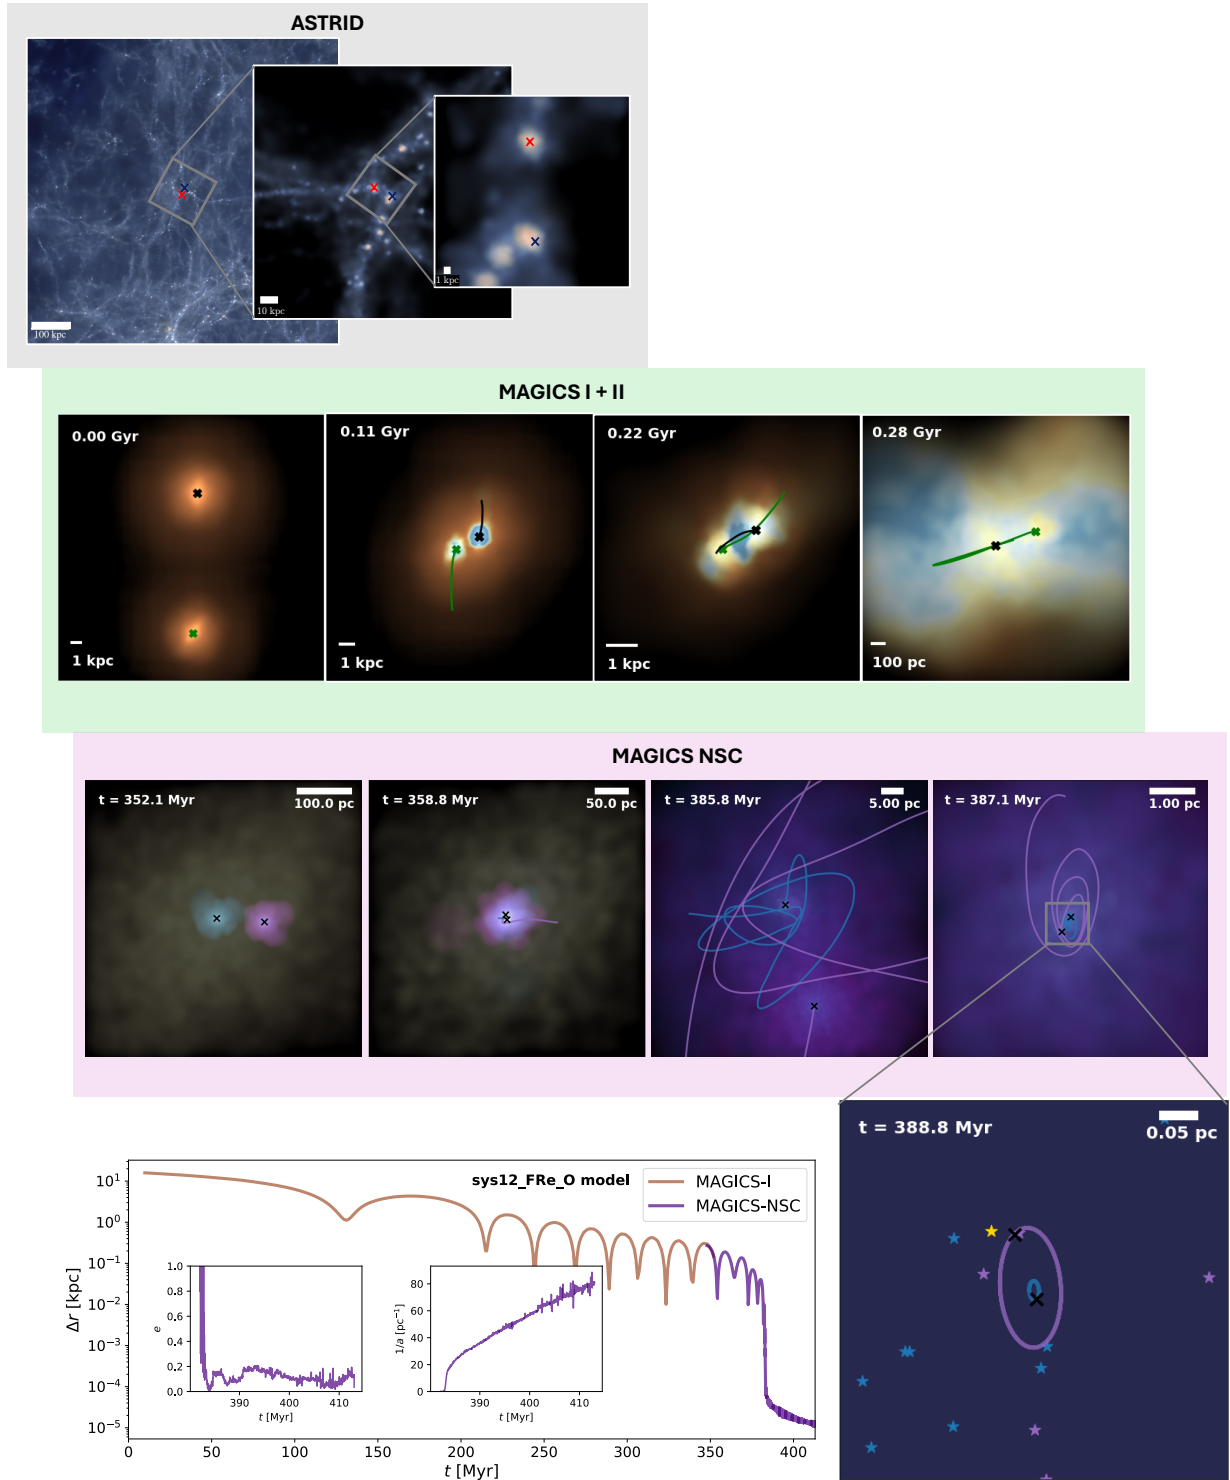 ASTRID
100 kpc
10 kpc
1 kpc
MAGICS I + II
0.00 Gyr
1 kpc
0.11 Gyr
1 kpc
0.22 Gyr
1 kpc
0.28 Gyr
100 pc
MAGICS NSC
t = 352.1 Myr
100.0 pc
t = 358.8 Myr
50.0 pc
t = 385.8 Myr
5.00 pc
t = 387.1 Myr
1.00 pc
t = 388.8 Myr
0.05 pc
sys12_FRe_O model
MAGICS-I
MAGICS-NSC
Δr [kpc]
10¹
10⁰
10⁻¹
10⁻²
10⁻³
10⁻⁴
10⁻⁵
0 50 100 150 200 250 300 350 400
t [Myr]
e
1.0
0.8
0.6
0.4
0.2
0.0
390 400 410
t [Myr]
1/a [pc⁻¹]
80
60
40
20
0
390 400 410
t [Myr]